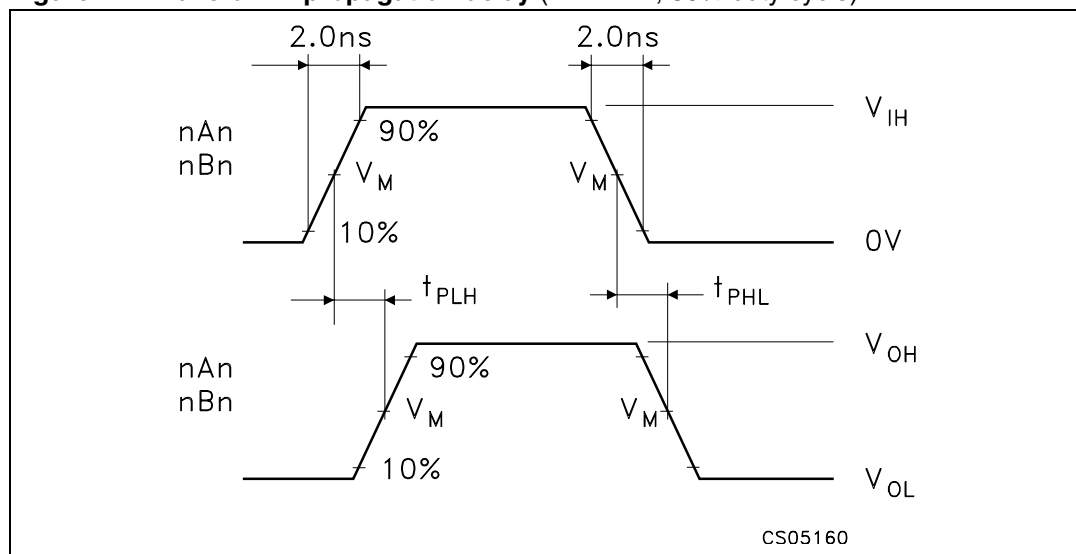 2.0ns 2.0ns
V IH
nAn
nBn
90%
V M V M
10%
0V
t PLH t PHL
V OH
nAn
nBn
90%
V M V M
10%
V OL
CS05160